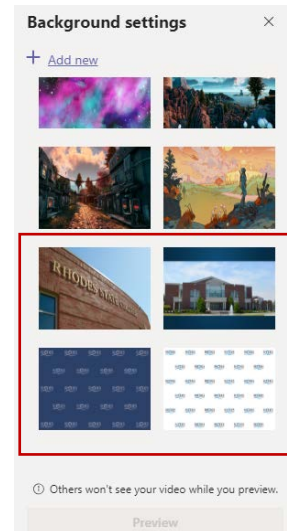 Background settings
Add new
RHODES STATE
Others won't see your video while you preview.
Preview